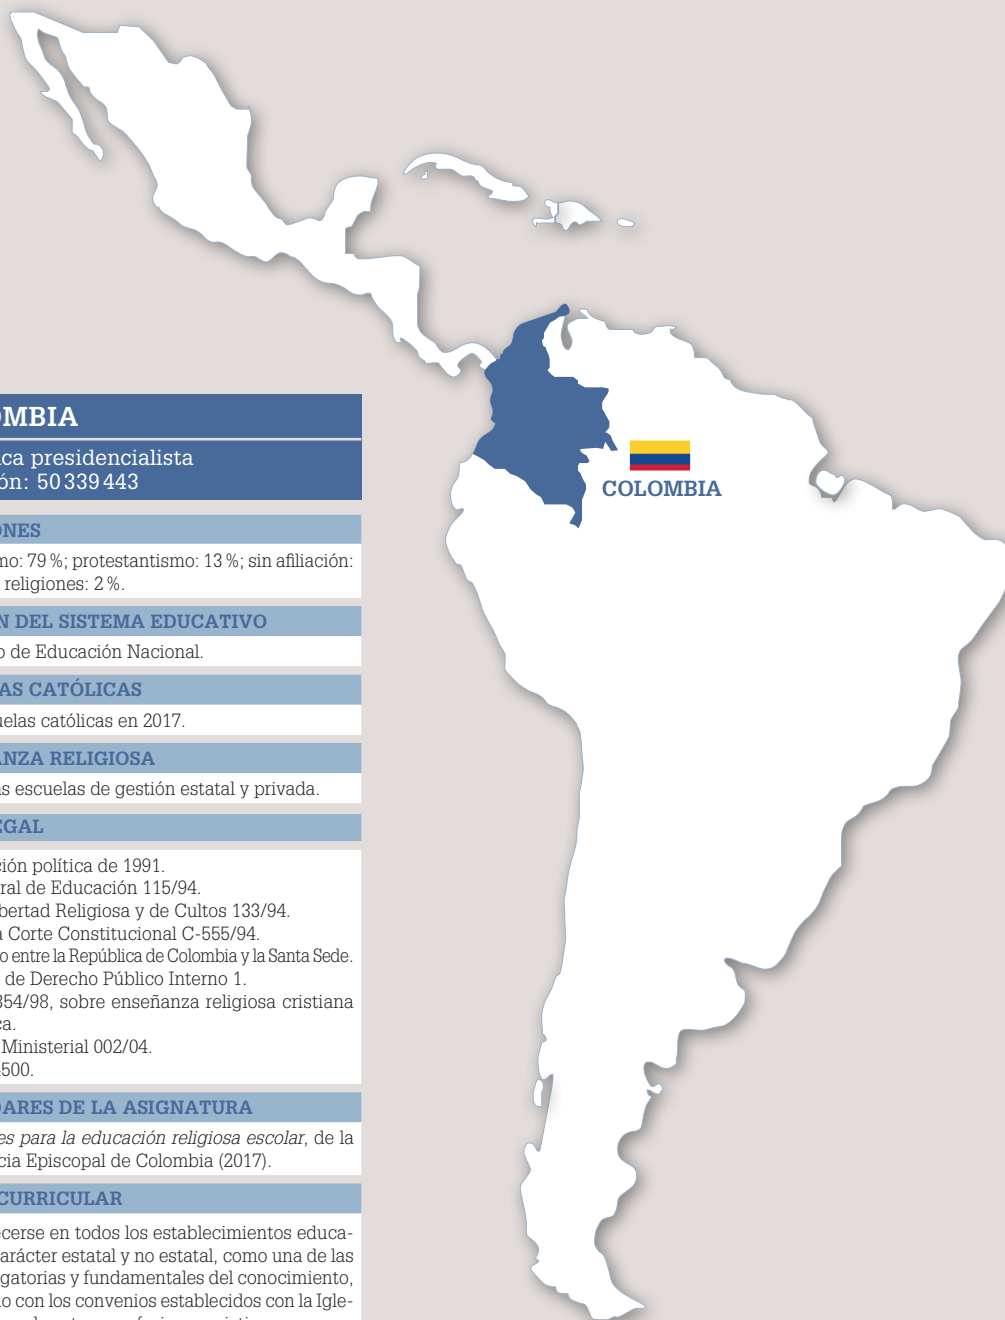 OMBIA
ca presidencialista
ón: 50 339 443
ONES
mo: 79 %; protestantismo: 13 %; sin afiliación:
religiones: 2 %.
N DEL SISTEMA EDUCATIVO
o de Educación Nacional.
AS CATÓLICAS
uelas católicas en 2017.
ANZA RELIGIOSA
as escuelas de gestión estatal y privada.
EGAL
ción política de 1991.
ral de Educación 115/94.
bertad Religiosa y de Cultos 133/94.
a Corte Constitucional C-555/94.
o entre la República de Colombia y la Santa Sede.
de Derecho Público Interno 1.
354/98, sobre enseñanza religiosa cristiana
ca.
Ministerial 002/04.
500.
DARES DE LA ASIGNATURA
es para la educación religiosa escolar, de la
cia Episcopal de Colombia (2017).
CURRICULAR
ecerse en todos los establecimientos educa-
arácter estatal y no estatal, como una de las
gatorias y fundamentales del conocimiento,
o con los convenios establecidos con la Igle-
COLOMBIA